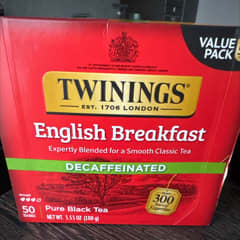 VALUE
PACK
TWININGS®
EST. 1706 LONDON
English Breakfast
Expertly Blended for a Smooth Classic Tea
DECAFFEINATED
300
50
Pure Black Tea
NET WT. 3.53 OZ (100 g)